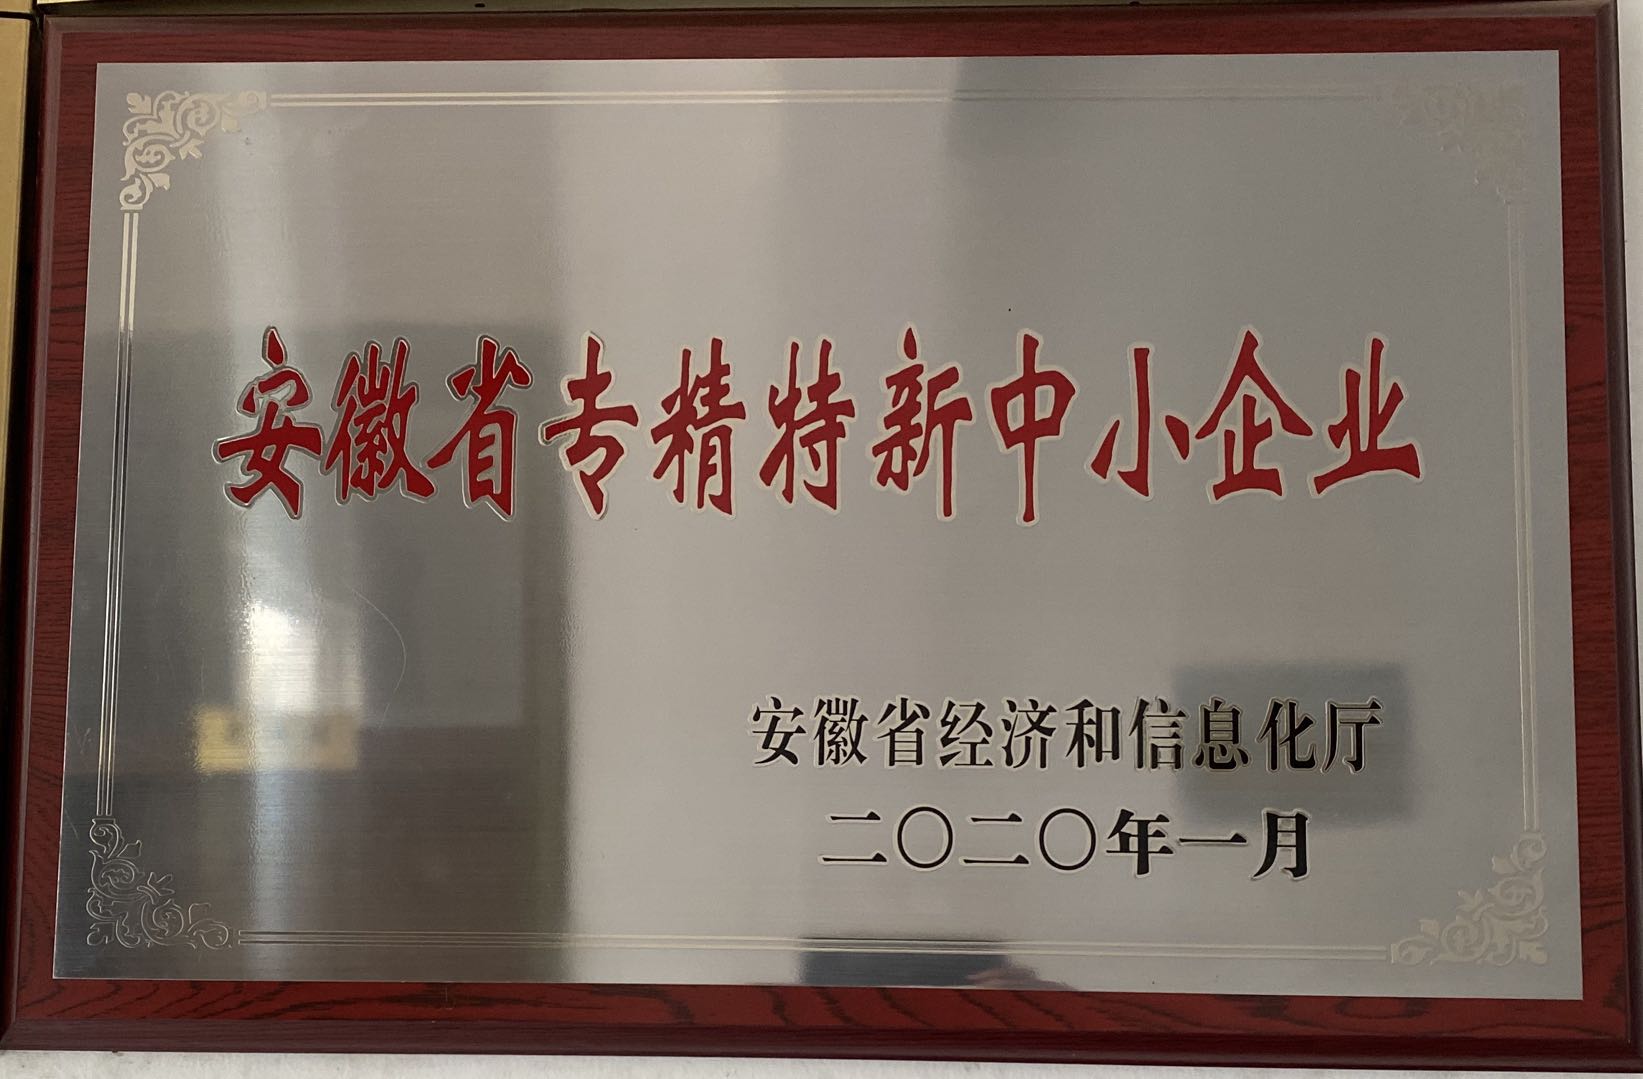 安徽省专精特新中小企业
安徽省经济和信息化厅
二〇二〇年一月